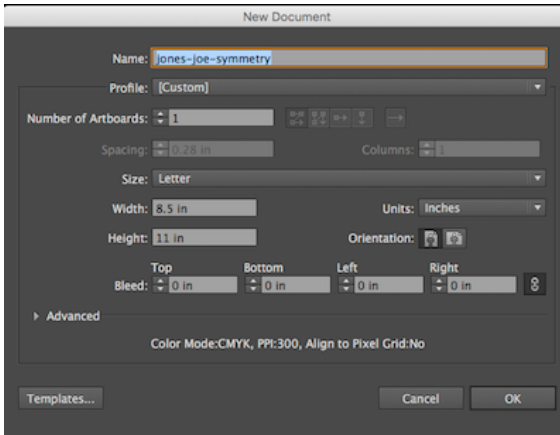 New Document
Name: jones-joe-symmetry
Profile: [Custom]
Number of Artboards: 1
Spacing: 0.28 in Columns: 1
Size: Letter
Width: 8.5 in Units: Inches
Height: 11 in Orientation:
Top Bottom Left Right
Bleed: 0 in 0 in 0 in 0 in
Advanced
Color Mode:CMYK, PPI:300, Align to Pixel Grid:No
Templates... Cancel OK